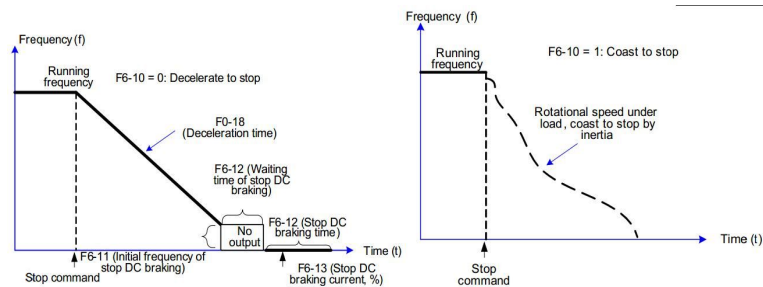 Frequency (f)
Running
frequency
F6-10 = 0: Decelerate to stop
F0-18
(Deceleration time)
F6-12 (Waiting
time of stop DC
braking)
No
output
F6-12 (Stop DC
braking time)
Time (t)
F6-11 (Initial frequency of
stop DC braking)
Stop command
F6-13 (Stop DC
braking current, %)
Frequency (f)
Running
frequency
F6-10 = 1: Coast to stop
Rotational speed under
load, coast to stop by
inertia
Time (t)
Stop
command